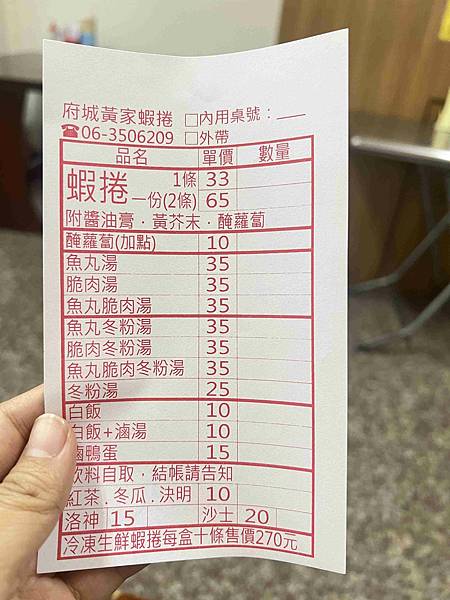 府城黃家蝦捲 □內用桌號：
☎06-3506209 □外帶
品名 單價 數量
蝦捲 1條 33
一份(2條) 65
附醬油膏．黃芥末．醃蘿蔔
醃蘿蔔(加點) 10
魚丸湯 35
脆肉湯 35
魚丸脆肉湯 35
魚丸冬粉湯 35
脆肉冬粉湯 35
魚丸脆肉冬粉湯 35
冬粉湯 25
白飯 10
白飯+滷湯 10
滷鴨蛋 15
飲料自取．結帳請告知
紅茶．冬瓜．決明 10
洛神 15 沙士 20
冷凍生鮮蝦捲每盒十條售價270元